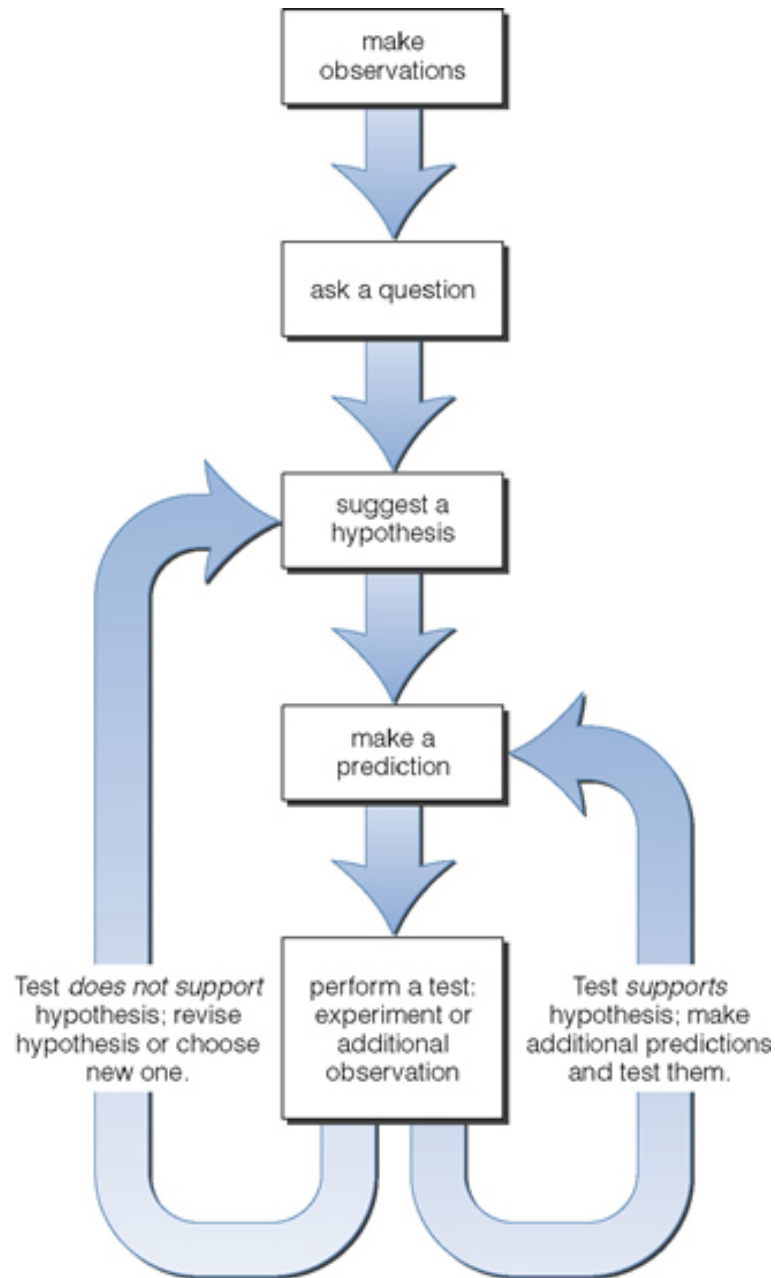 make
observations
ask a question
suggest a
hypothesis
make a
prediction
Test does not support
hypothesis; revise
hypothesis or choose
new one.
perform a test:
experiment or
additional
observation
Test supports
hypothesis; make
additional predictions
and test them.